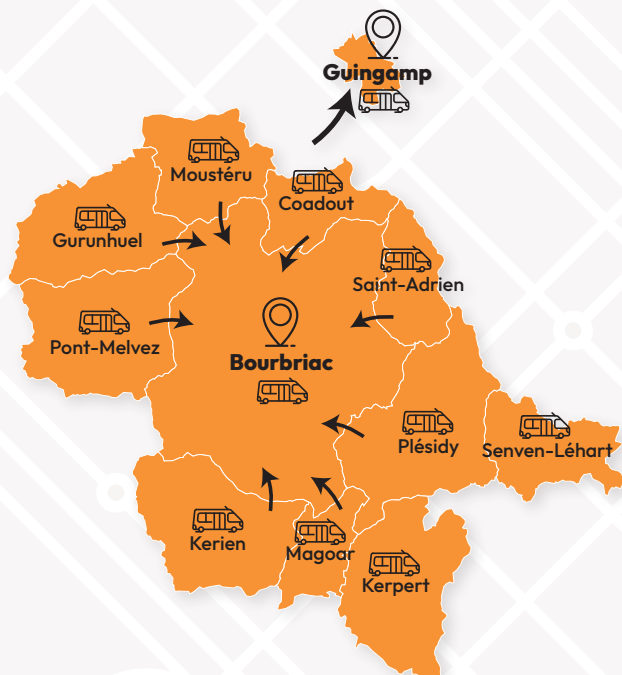 Guingamp
Moustéru
Coadout
Gurunhuel
Saint-Adrien
Pont-Melvez
Bourbriac
Plésidy
Senven-Léhart
Kerien
Magoar
Kerpert